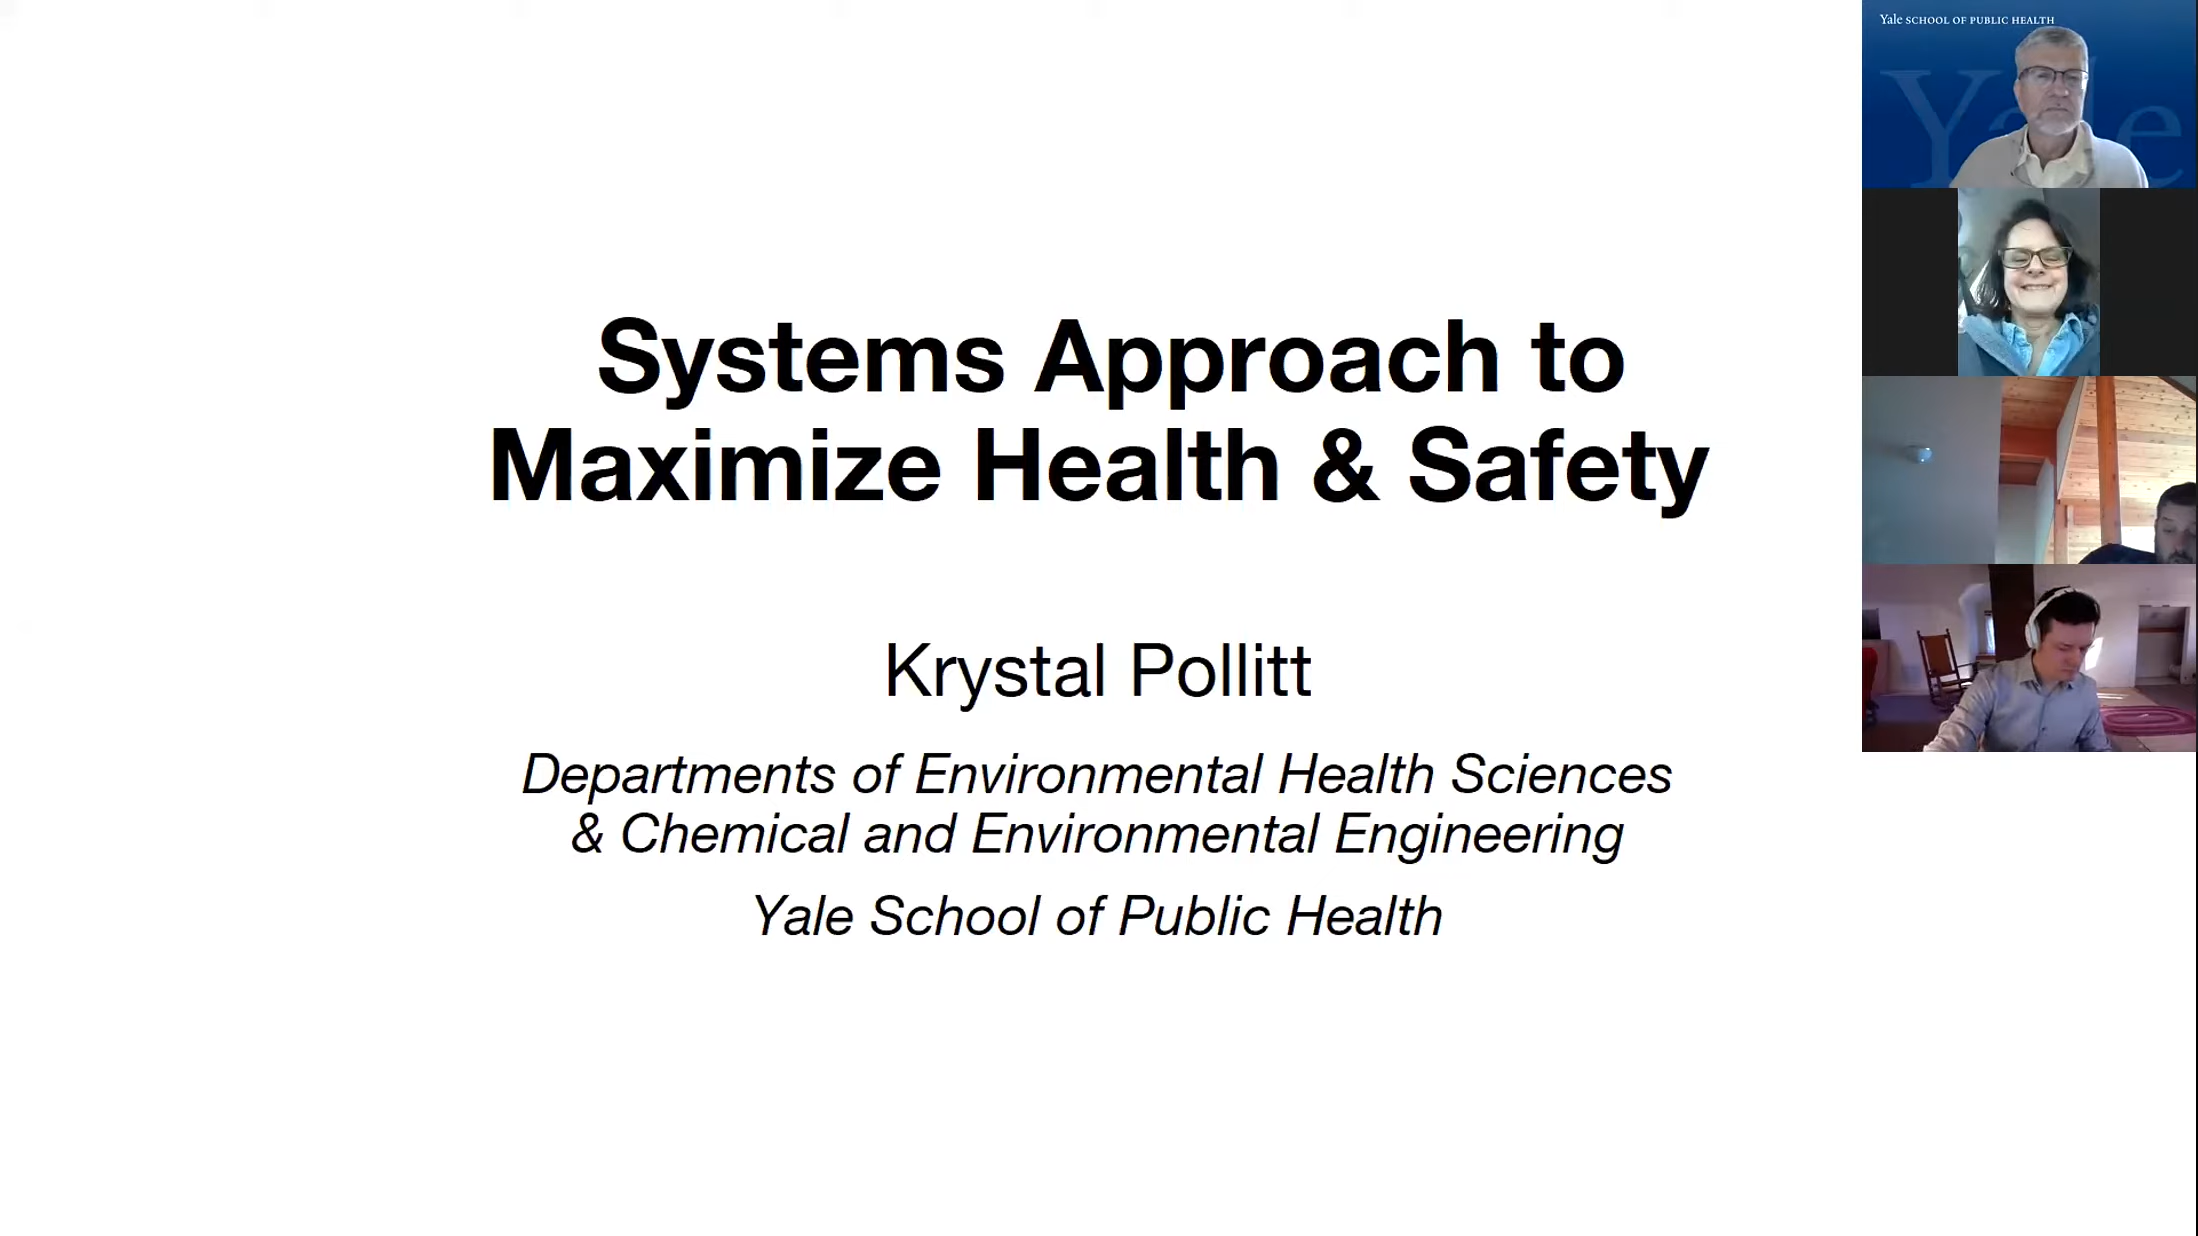 Systems Approach to
Maximize Health & Safety
Krystal Pollitt
Departments of Environmental Health Sciences
& Chemical and Environmental Engineering
Yale School of Public Health
Yale SCHOOL OF PUBLIC HEALTH
Yale